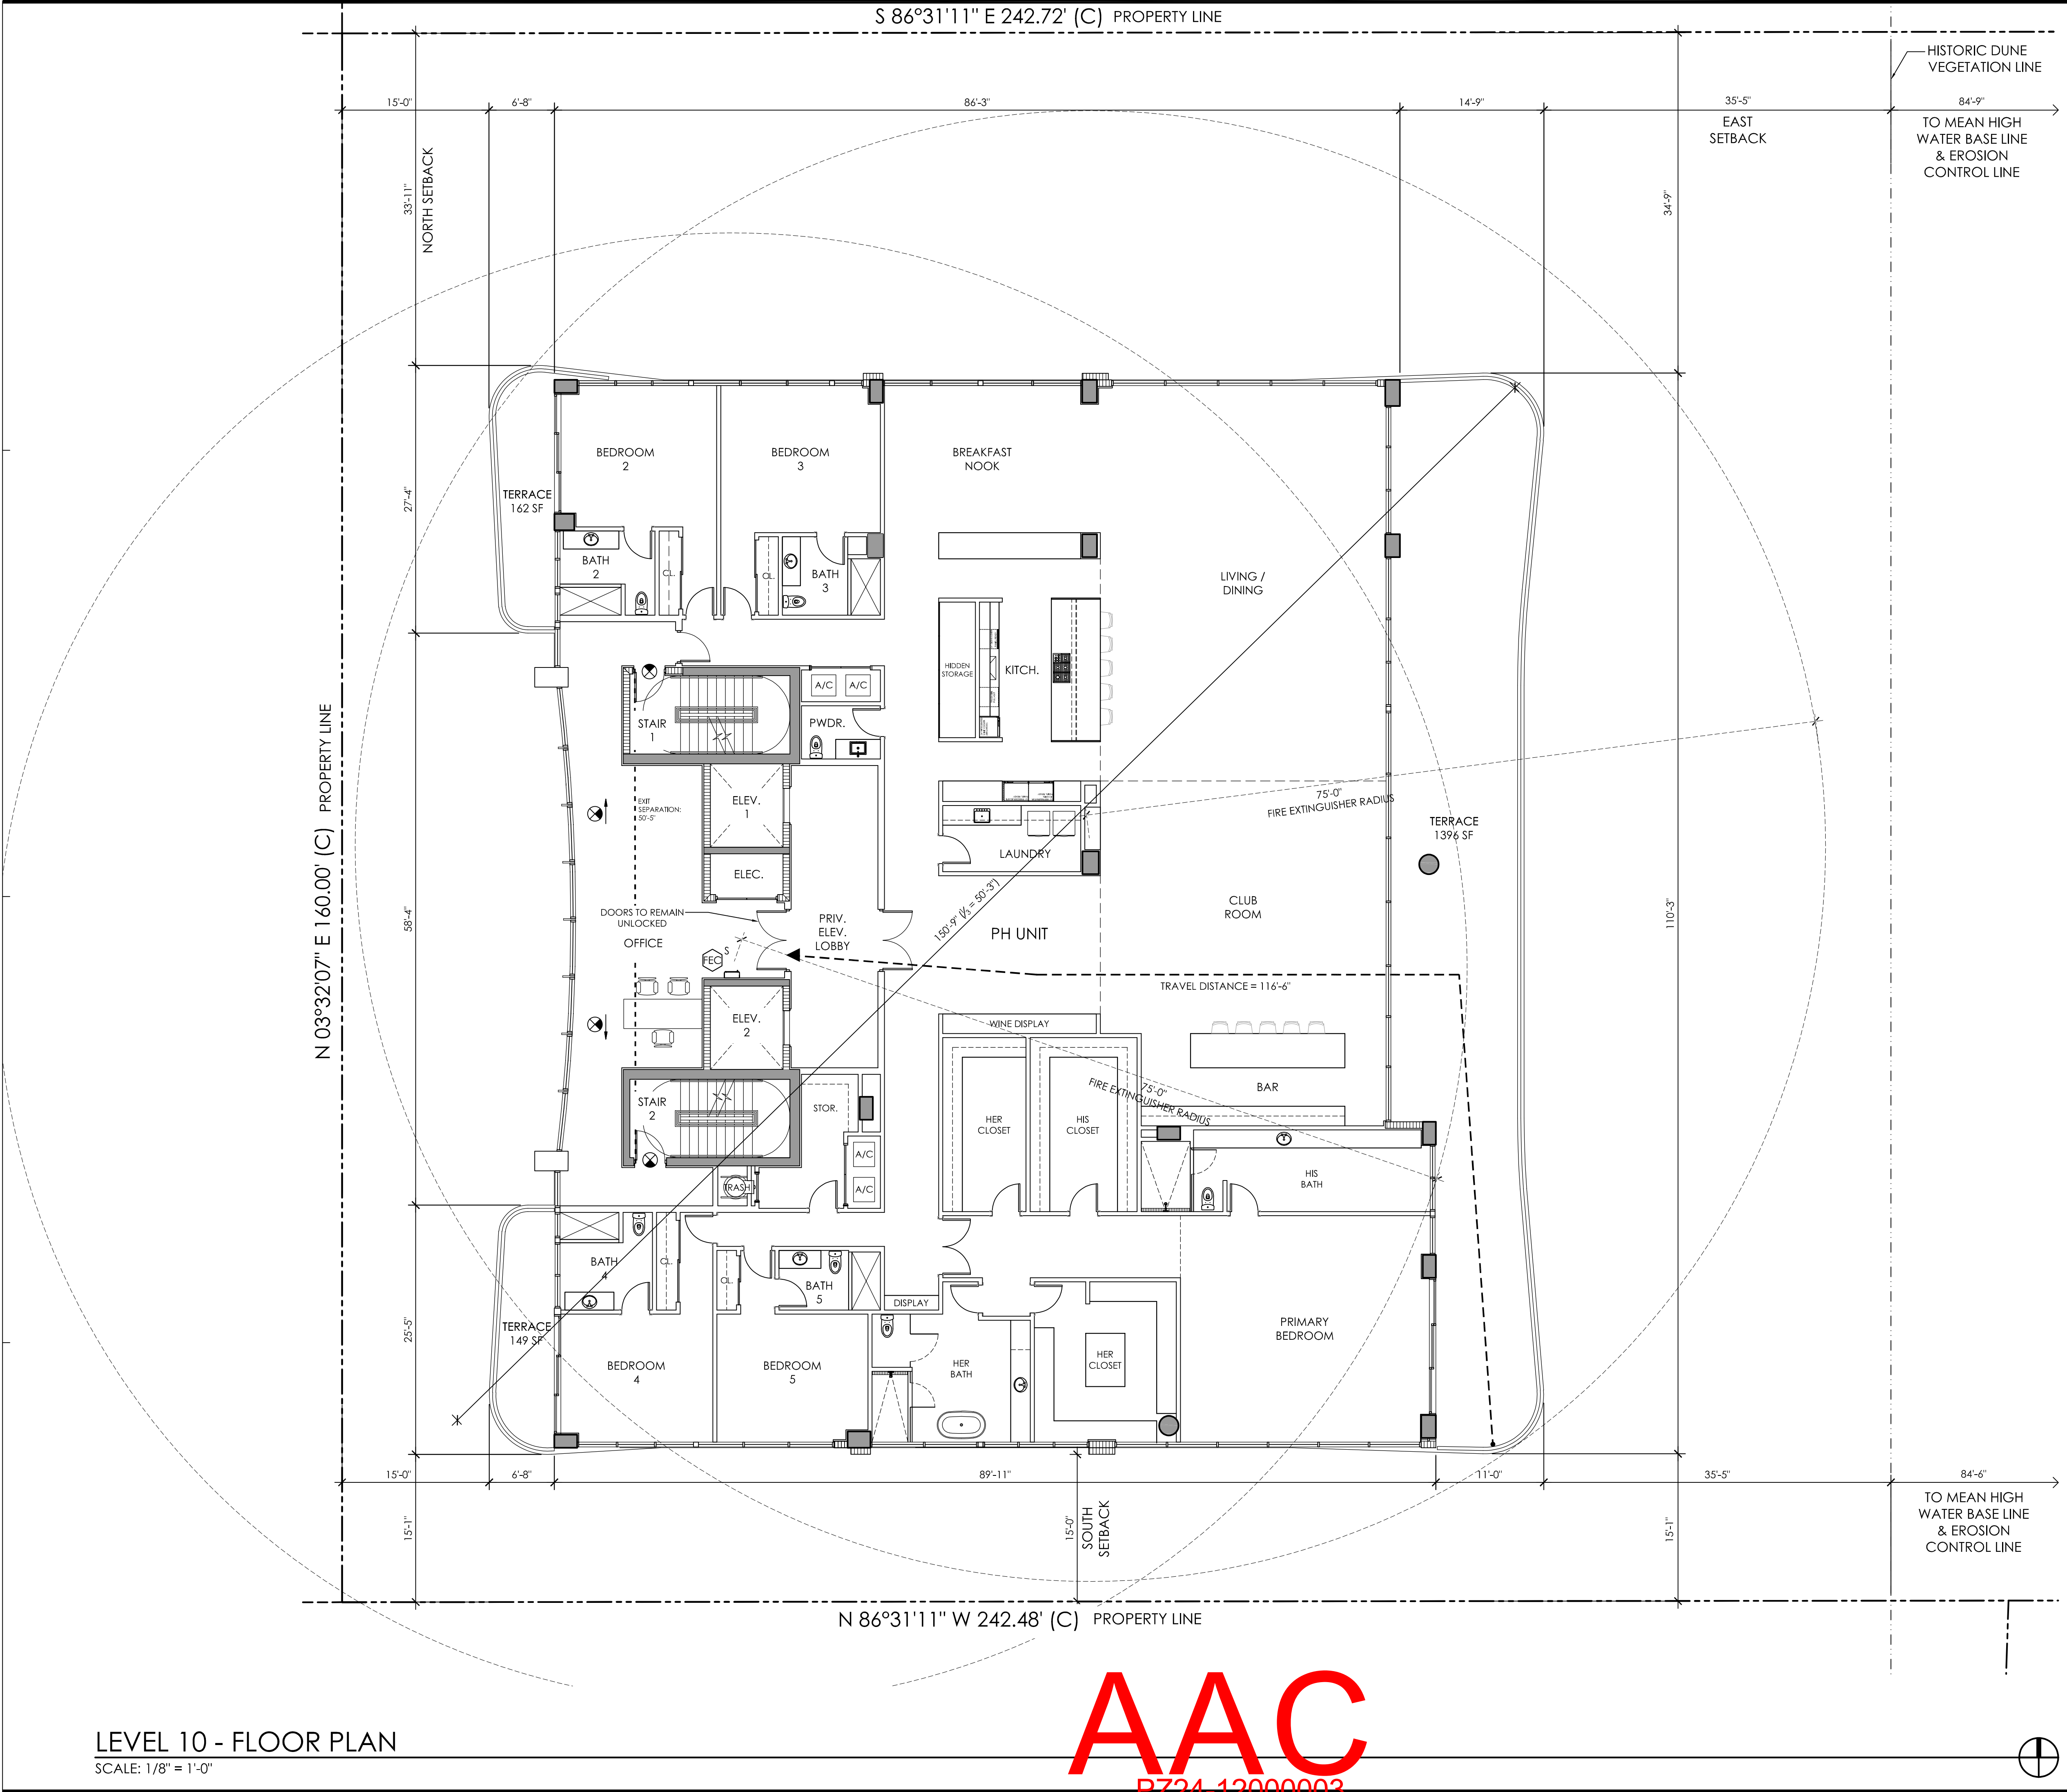 S 86°31'11" E 242.72' (C) PROPERTY LINE
HISTORIC DUNE
VEGETATION LINE
15'-0"
6'-8"
86'-3"
14'-9"
35'-5"
84'-9"
EAST
SETBACK
TO MEAN HIGH
WATER BASE LINE
& EROSION
CONTROL LINE
33'-11"
NORTH SETBACK
34'-9"
BEDROOM
2
BEDROOM
3
BREAKFAST
NOOK
TERRACE
162 SF
27'-4"
BATH
2
CL.
CL.
BATH
3
LIVING /
DINING
HIDDEN
STORAGE
KITCH.
A/C
A/C
STAIR
1
PWDR.
N 03°32'07" E 160.00' (C) PROPERTY LINE
EXIT
SEPARATION:
50'-5"
ELEV.
1
75'-0"
FIRE EXTINGUISHER RADIUS
TERRACE
1396 SF
LAUNDRY
ELEC.
150'-9" (⅓ = 50'-3")
DOORS TO REMAIN
UNLOCKED
OFFICE
PRIV.
ELEV.
LOBBY
PH UNIT
CLUB
ROOM
58'-4"
110'-3"
FEC
S
TRAVEL DISTANCE = 116'-6"
ELEV.
2
WINE DISPLAY
BAR
75'-0"
FIRE EXTINGUISHER RADIUS
STAIR
2
STOR.
HER
CLOSET
HIS
CLOSET
A/C
A/C
TRASH
HIS
BATH
BATH
4
CL.
CL.
BATH
5
DISPLAY
TERRACE
149 SF
25'-5"
BEDROOM
4
BEDROOM
5
HER
BATH
HER
CLOSET
PRIMARY
BEDROOM
15'-0"
6'-8"
89'-11"
11'-0"
35'-5"
84'-6"
TO MEAN HIGH
WATER BASE LINE
& EROSION
CONTROL LINE
15'-1"
15'-0"
SOUTH
SETBACK
15'-1"
N 86°31'11" W 242.48' (C) PROPERTY LINE
AAC
PZ24-12000003
LEVEL 10 - FLOOR PLAN
SCALE: 1/8" = 1'-0"